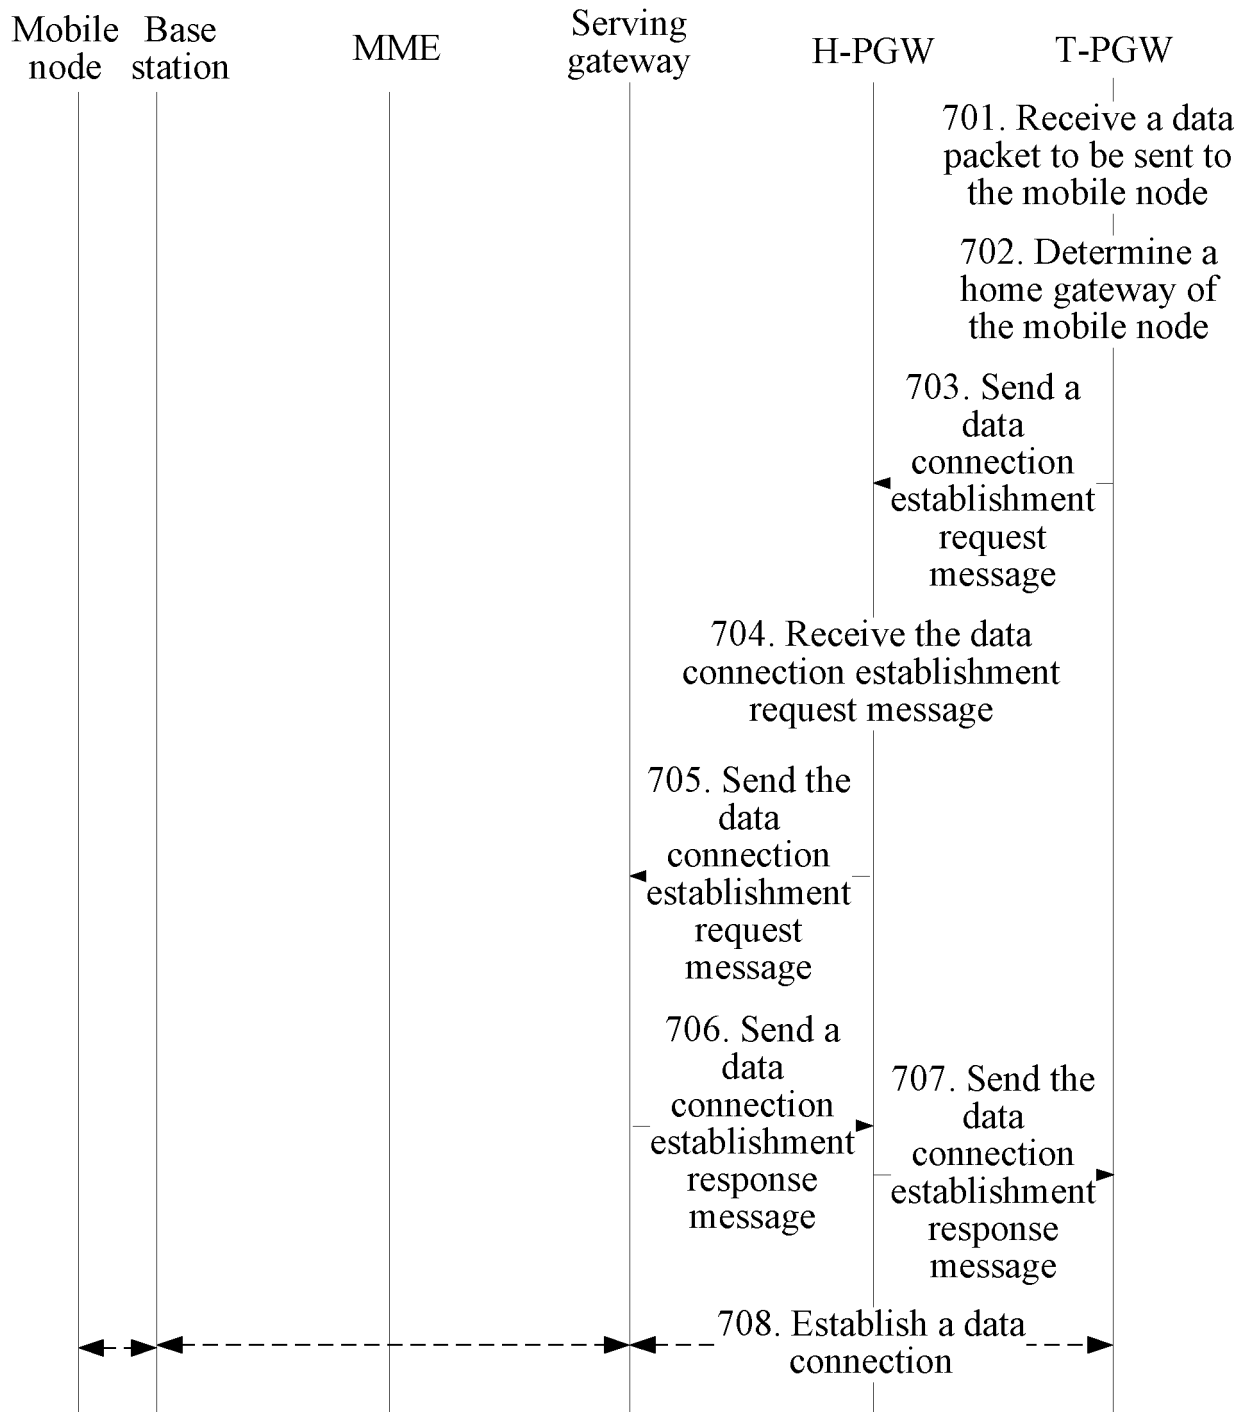 Mobile
node
Base
station
MME
Serving
gateway
H-PGW
T-PGW
701. Receive a data
packet to be sent to
the mobile node
702. Determine a
home gateway of
the mobile node
703. Send a
data
connection
establishment
request
message
704. Receive the data
connection establishment
request message
705. Send the
data
connection
establishment
request
message
706. Send a
data
connection
establishment
response
message
707. Send the
data
connection
establishment
response
message
708. Establish a data
connection